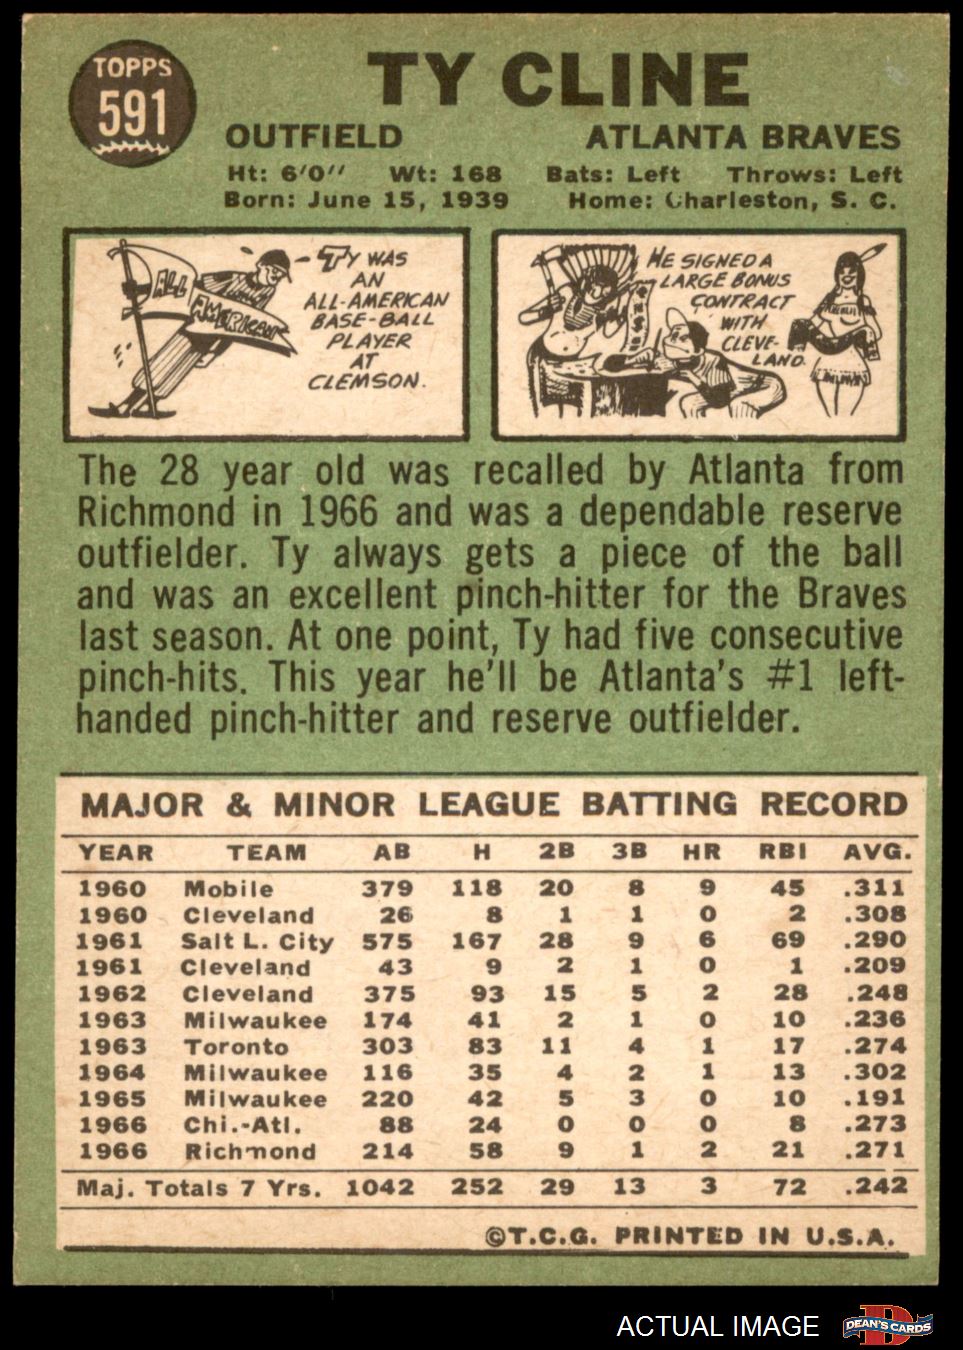 TOPPS
591
TY CLINE
OUTFIELD ATLANTA BRAVES
Ht: 6'0'' Wt: 168 Bats: Left Throws: Left
Born: June 15, 1939 Home: Charleston, S. C.
ALL
AMERICAN
TY WAS
AN
ALL-AMERICAN
BASE-BALL
PLAYER
AT
CLEMSON.
HE SIGNED A
LARGE BONUS
CONTRACT
WITH
CLEVE-
LAND.
The 28 year old was recalled by Atlanta from
Richmond in 1966 and was a dependable reserve
outfielder. Ty always gets a piece of the ball
and was an excellent pinch-hitter for the Braves
last season. At one point, Ty had five consecutive
pinch-hits. This year he'll be Atlanta's #1 left-
handed pinch-hitter and reserve outfielder.
MAJOR & MINOR LEAGUE BATTING RECORD
YEAR TEAM AB H 2B 3B HR RBI AVG.
1960 Mobile 379 118 20 8 9 45 .311
1960 Cleveland 26 8 1 1 0 2 .308
1961 Salt L. City 575 167 28 9 6 69 .290
1961 Cleveland 43 9 2 1 0 1 .209
1962 Cleveland 375 93 15 5 2 28 .248
1963 Milwaukee 174 41 2 1 0 10 .236
1963 Toronto 303 83 11 4 1 17 .274
1964 Milwaukee 116 35 4 2 1 13 .302
1965 Milwaukee 220 42 5 3 0 10 .191
1966 Chi.-Atl. 88 24 0 0 0 8 .273
1966 Richmond 214 58 9 1 2 21 .271
Maj. Totals 7 Yrs. 1042 252 29 13 3 72 .242
©T.C.G. PRINTED IN U.S.A.
ACTUAL IMAGE
D
DEAN'S CARDS